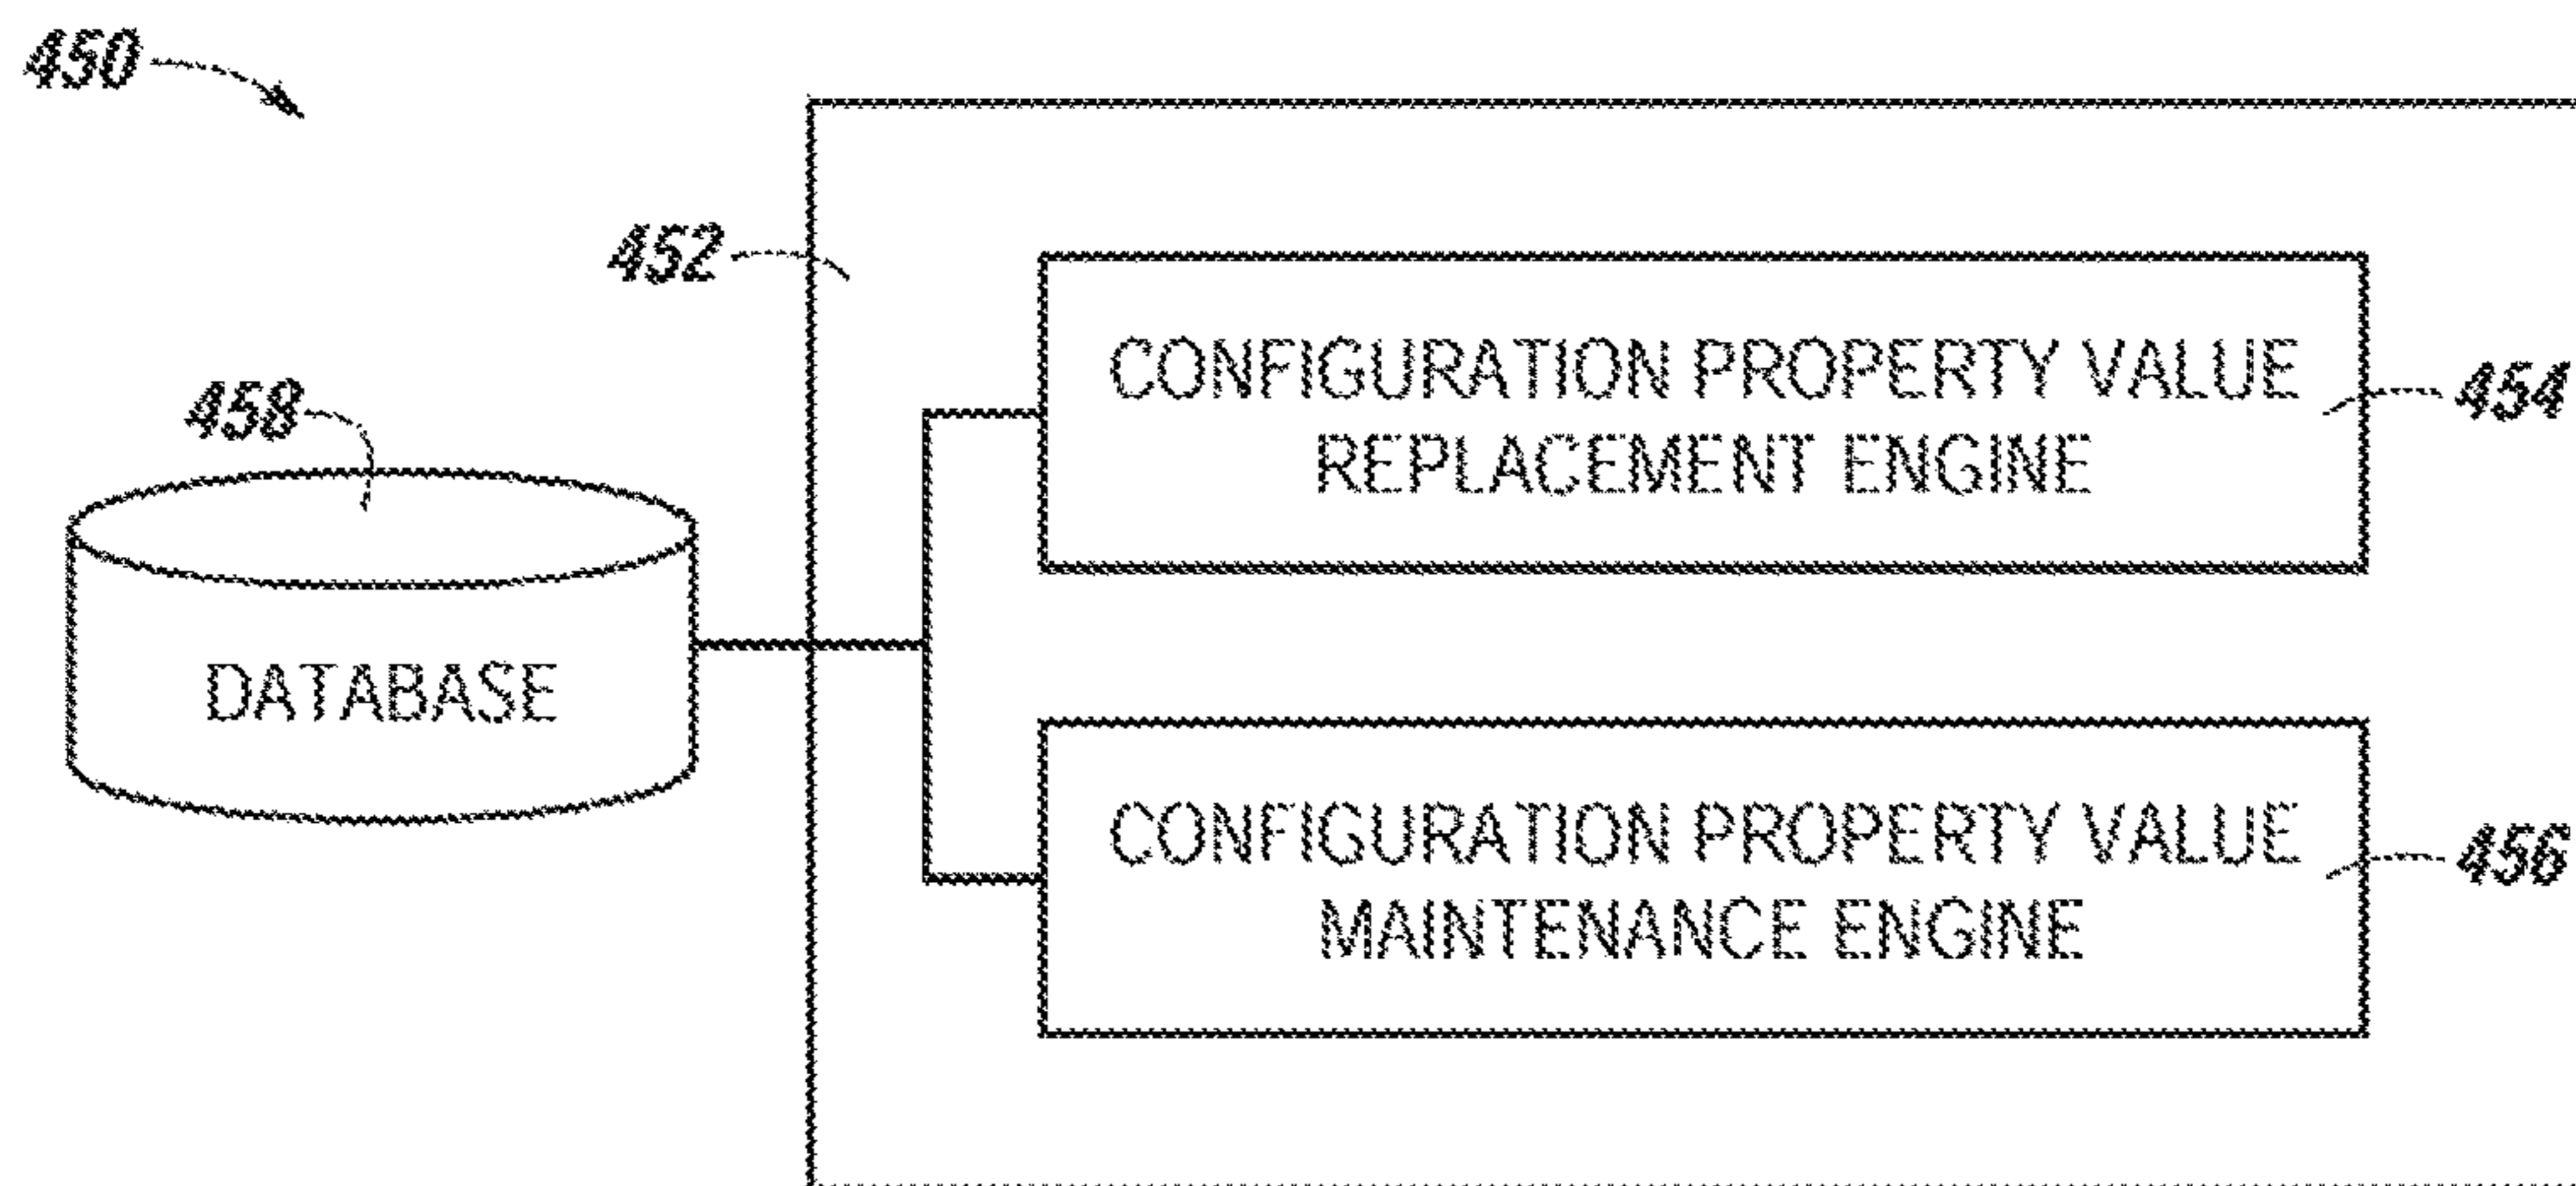 450
452
458
CONFIGURATION PROPERTY VALUE
REPLACEMENT ENGINE
454
DATABASE
CONFIGURATION PROPERTY VALUE
MAINTENANCE ENGINE
456